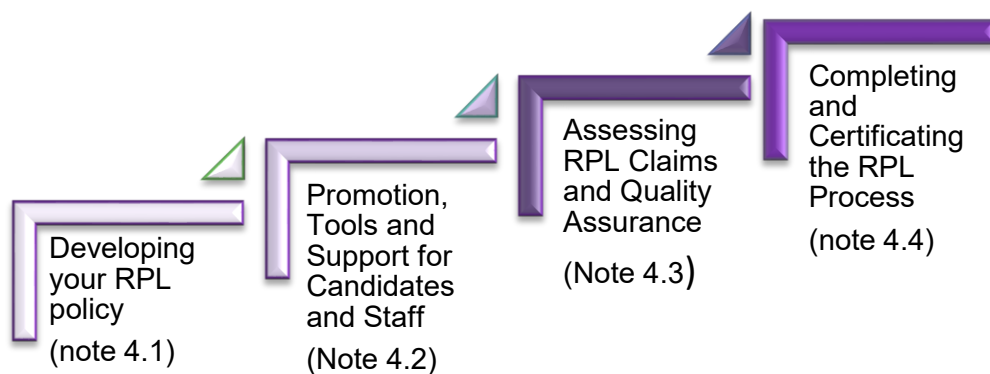 Developing
your RPL
policy
(note 4.1)
Promotion,
Tools and
Support for
Candidates
and Staff
(Note 4.2)
Assessing
RPL Claims
and Quality
Assurance
(Note 4.3)
Completing
and
Certificating
the RPL
Process
(note 4.4)